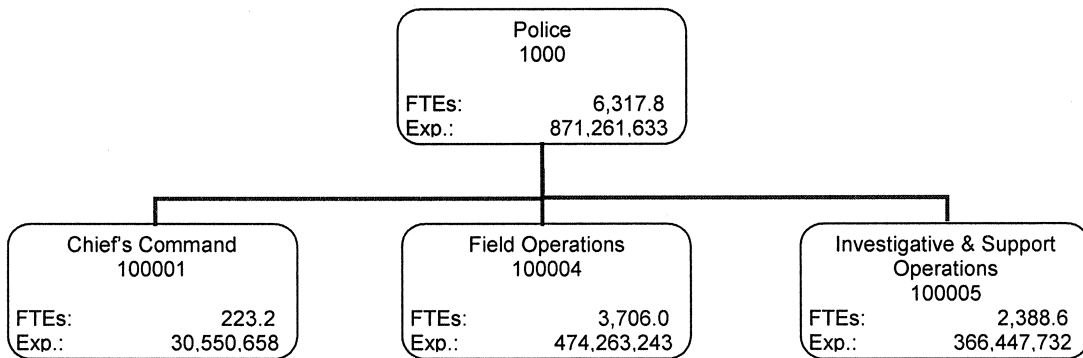 Police
1000
FTEs: 6,317.8
Exp.: 871,261,633
Chief's Command
100001
FTEs: 223.2
Exp.: 30,550,658
Field Operations
100004
FTEs: 3,706.0
Exp.: 474,263,243
Investigative & Support
Operations
100005
FTEs: 2,388.6
Exp.: 366,447,732